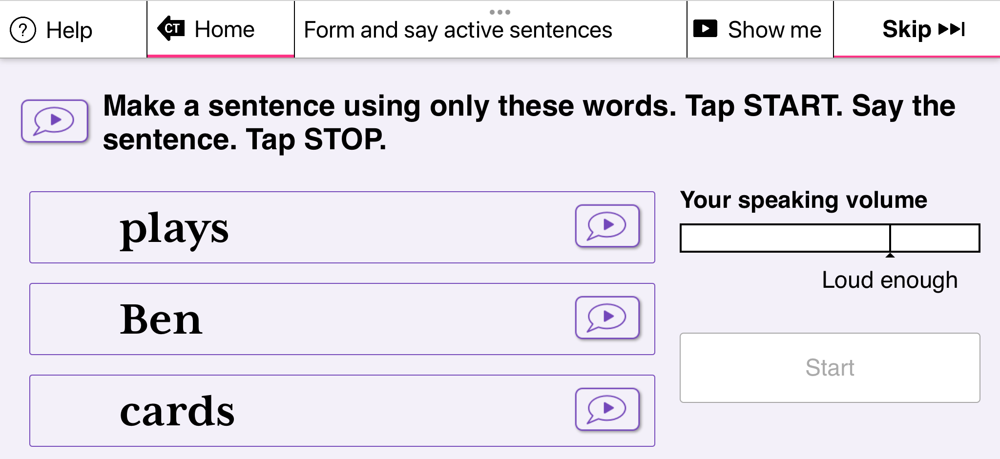 ? Help
CT Home
Form and say active sentences
Show me
Skip
Make a sentence using only these words. Tap START. Say the
sentence. Tap STOP.
plays
Ben
cards
Your speaking volume
Loud enough
Start